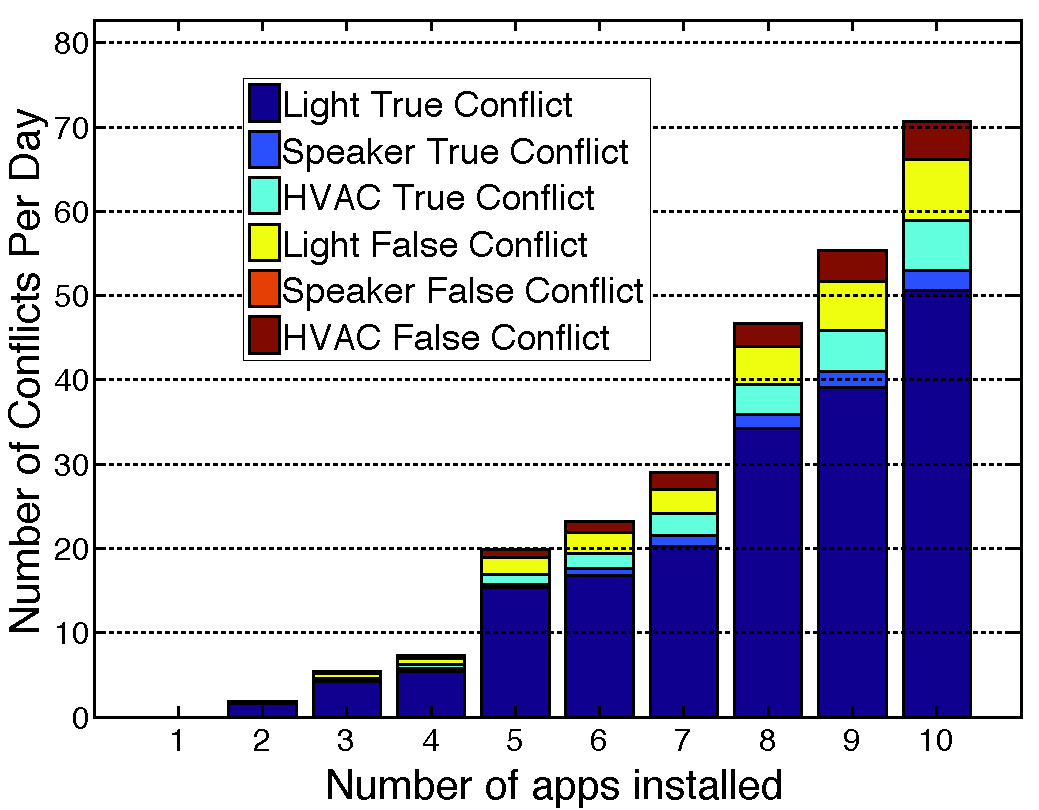 Number of Conflicts Per Day
80
70
60
50
40
30
20
10
0
Light True Conflict
Speaker True Conflict
HVAC True Conflict
Light False Conflict
Speaker False Conflict
HVAC False Conflict
1 2 3 4 5 6 7 8 9 10
Number of apps installed